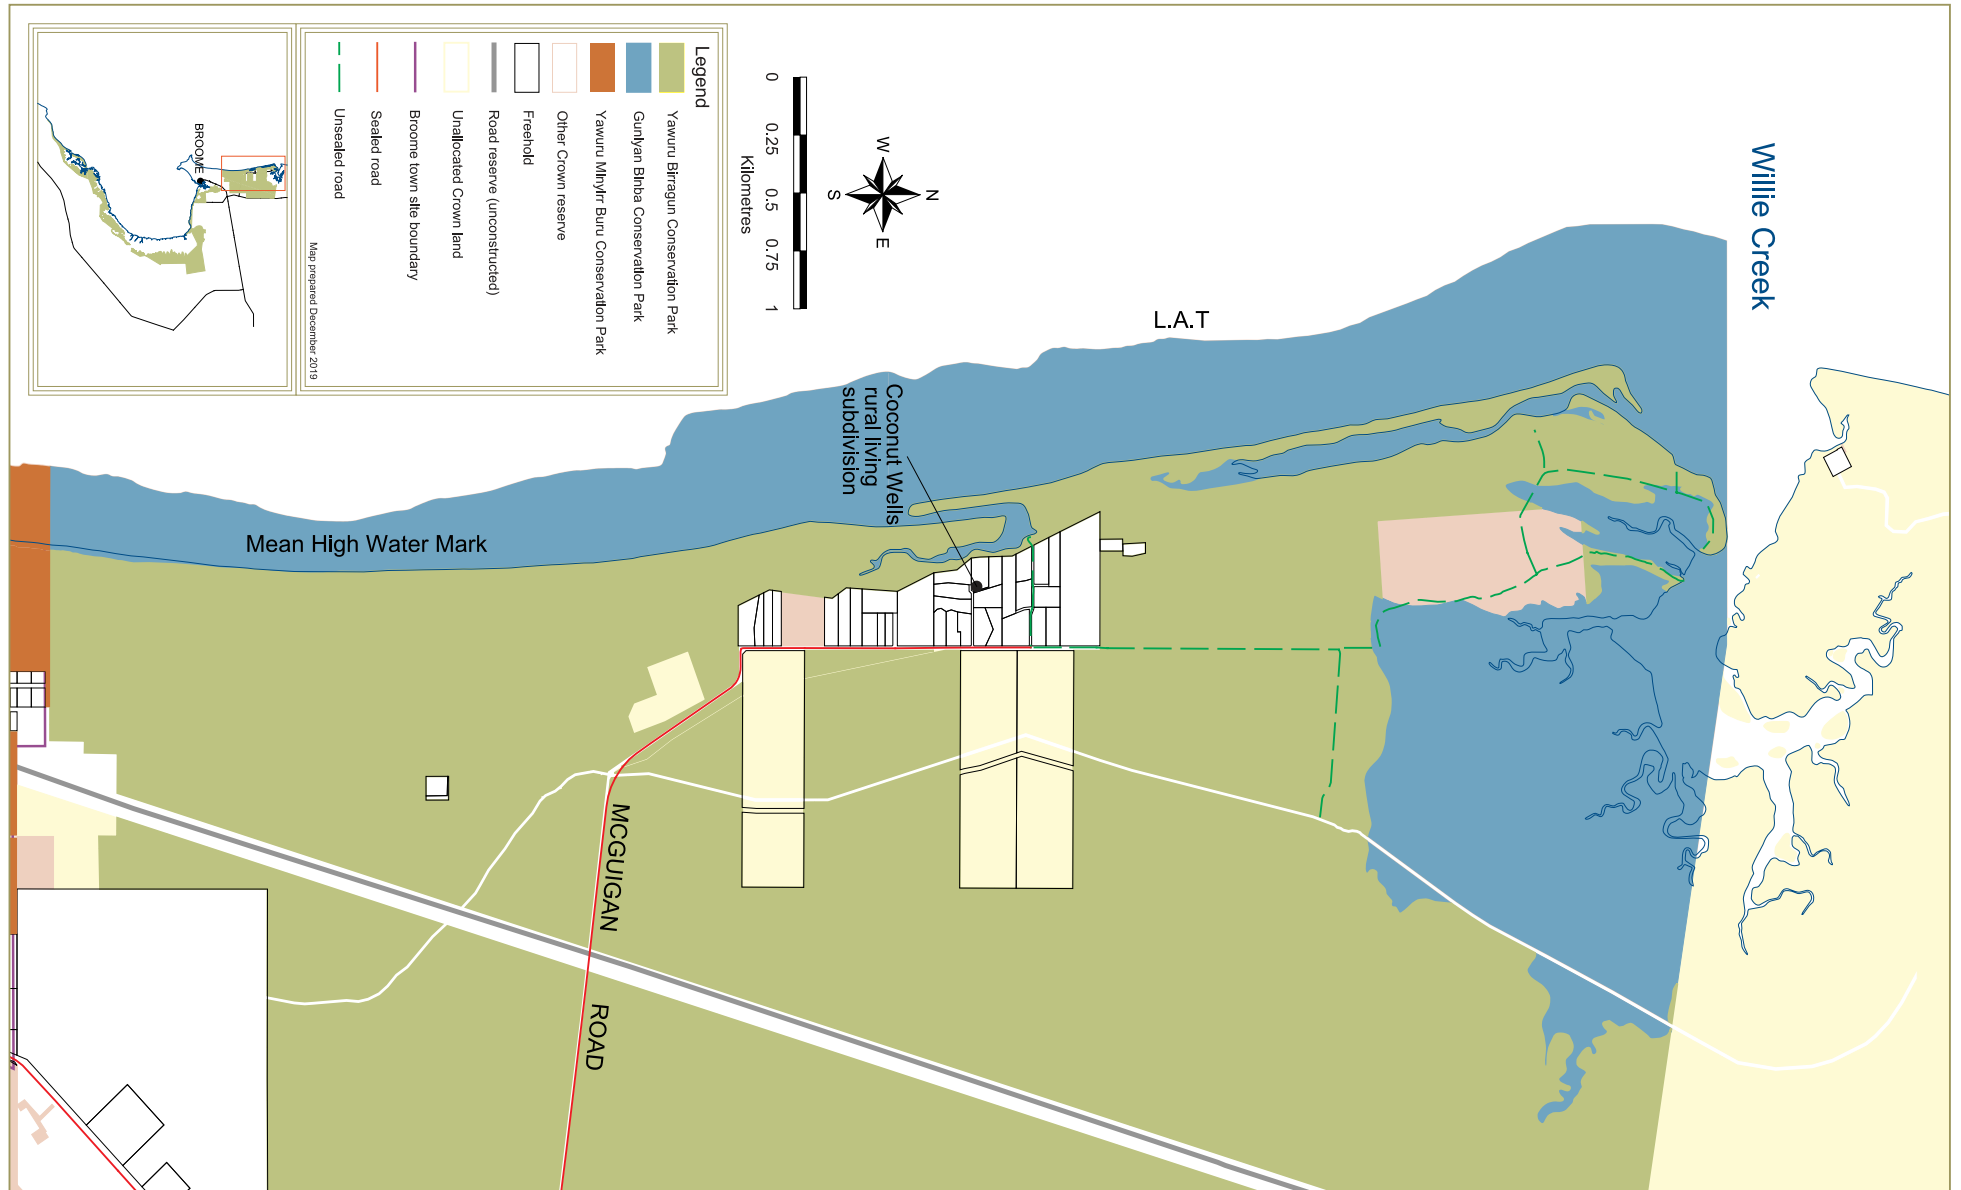 Willie Creek
L.A.T
Coconut Wells
rural living
subdivision
Mean High Water Mark
MCGUIGAN ROAD
W
N
S
E
0 0.25 0.5 0.75 1
Kilometres
Legend
Yawuru Birragun Conservation Park
Gunlyan Binba Conservation Park
Yawuru Minyirr Buru Conservation Park
Other Crown reserve
Freehold
Road reserve (unconstructed)
Unallocated Crown land
Broome town site boundary
Sealed road
Unsealed road
Map prepared December 2019
BROOME